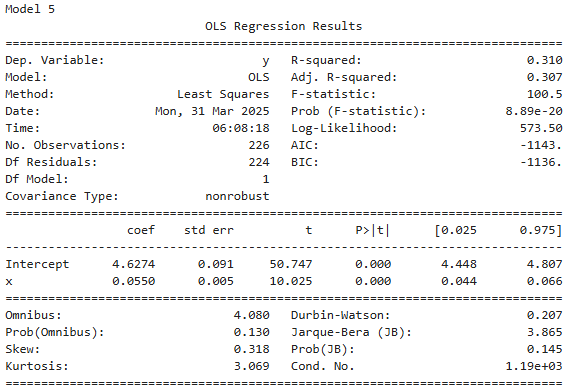 Model 5
                            OLS Regression Results
==============================================================================
Dep. Variable:                      y   R-squared:                       0.310
Model:                            OLS   Adj. R-squared:                  0.307
Method:                 Least Squares   F-statistic:                     100.5
Date:                Mon, 31 Mar 2025   Prob (F-statistic):           8.89e-20
Time:                        06:08:18   Log-Likelihood:                 573.50
No. Observations:                 226   AIC:                            -1143.
Df Residuals:                     224   BIC:                            -1136.
Df Model:                           1
Covariance Type:            nonrobust
==============================================================================
                 coef    std err          t      P>|t|      [0.025      0.975]
------------------------------------------------------------------------------
Intercept      4.6274      0.091     50.747      0.000       4.448       4.807
x              0.0550      0.005     10.025      0.000       0.044       0.066
==============================================================================
Omnibus:                        4.080   Durbin-Watson:                   0.207
Prob(Omnibus):                  0.130   Jarque-Bera (JB):                3.865
Skew:                           0.318   Prob(JB):                        0.145
Kurtosis:                       3.069   Cond. No.                     1.19e+03
==============================================================================